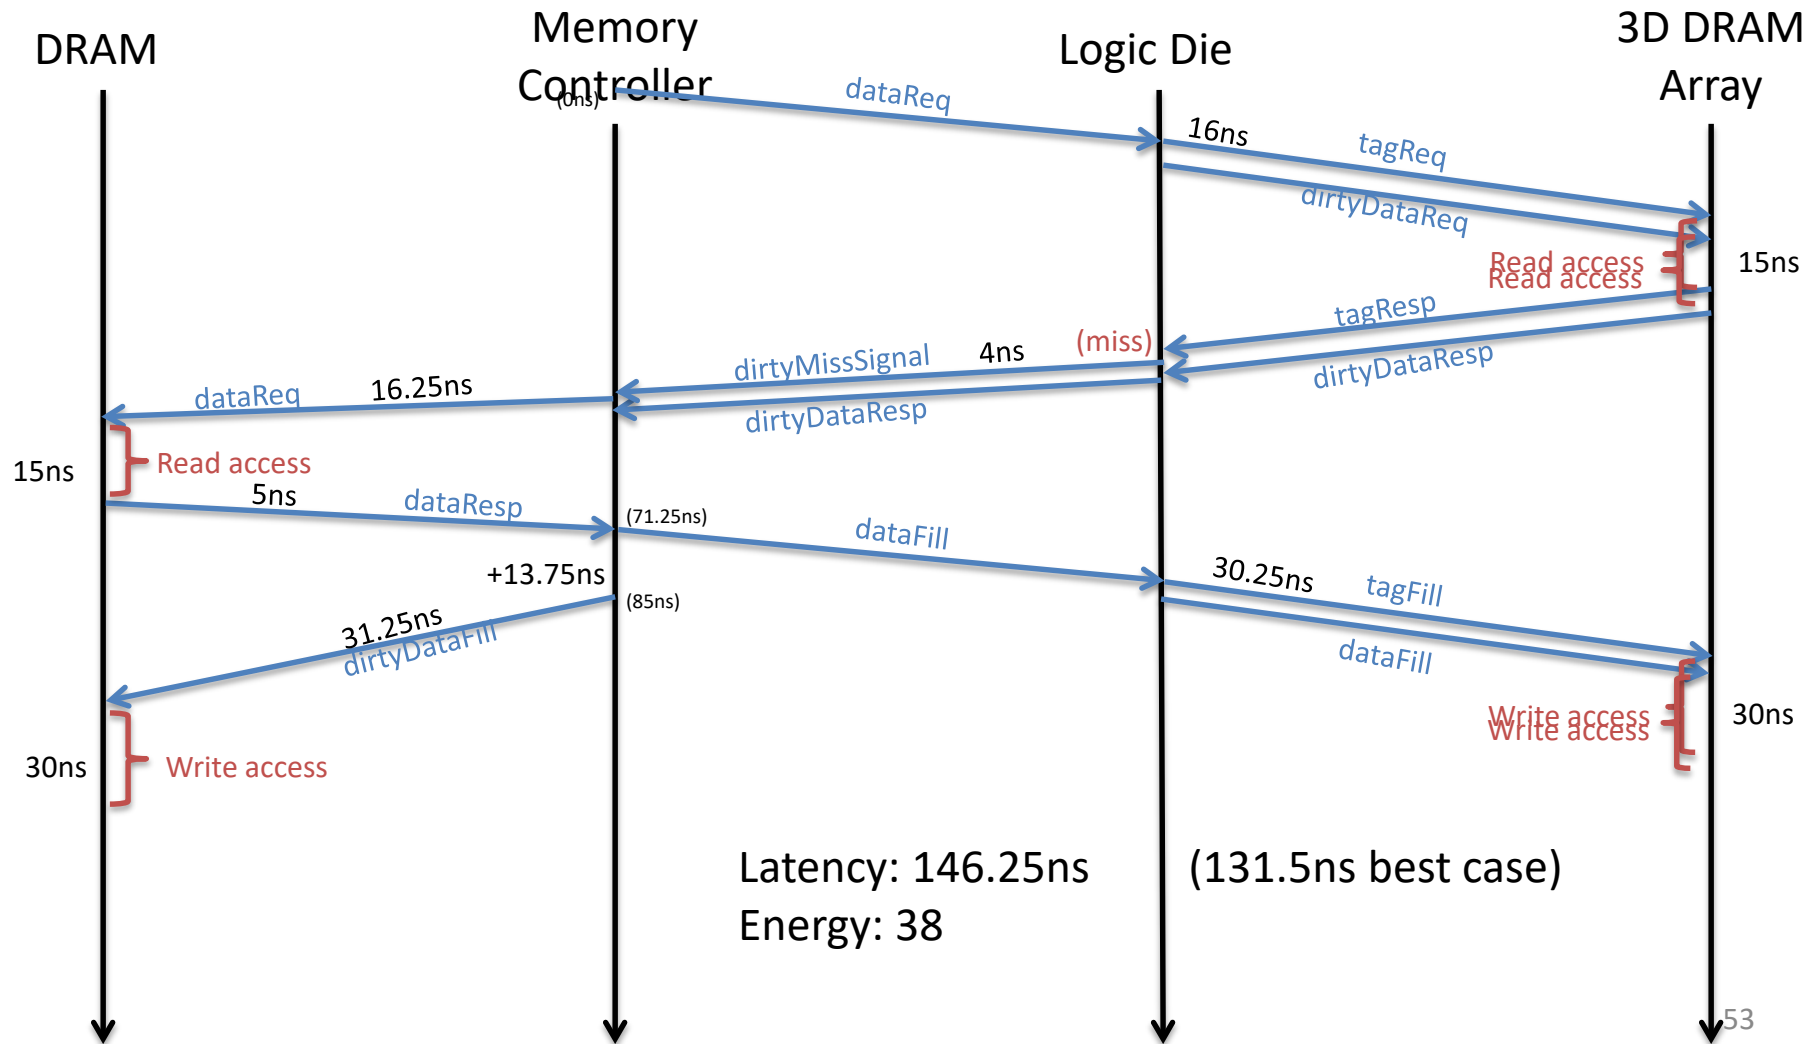 DRAM
Memory
Controller
Logic Die
3D DRAM
Array
(0ns)
dataReq
16ns
tagReq
dirtyDataReq
Read access
Read access
15ns
tagResp
(miss)
dirtyDataResp
4ns
dirtyMissSignal
dirtyDataResp
16.25ns
dataReq
15ns
Read access
5ns
dataResp
(71.25ns)
dataFill
+13.75ns
(85ns)
30.25ns
tagFill
dataFill
31.25ns
dirtyDataFill
Write access
Write access
30ns
30ns
Write access
Latency: 146.25ns
(131.5ns best case)
Energy: 38
53